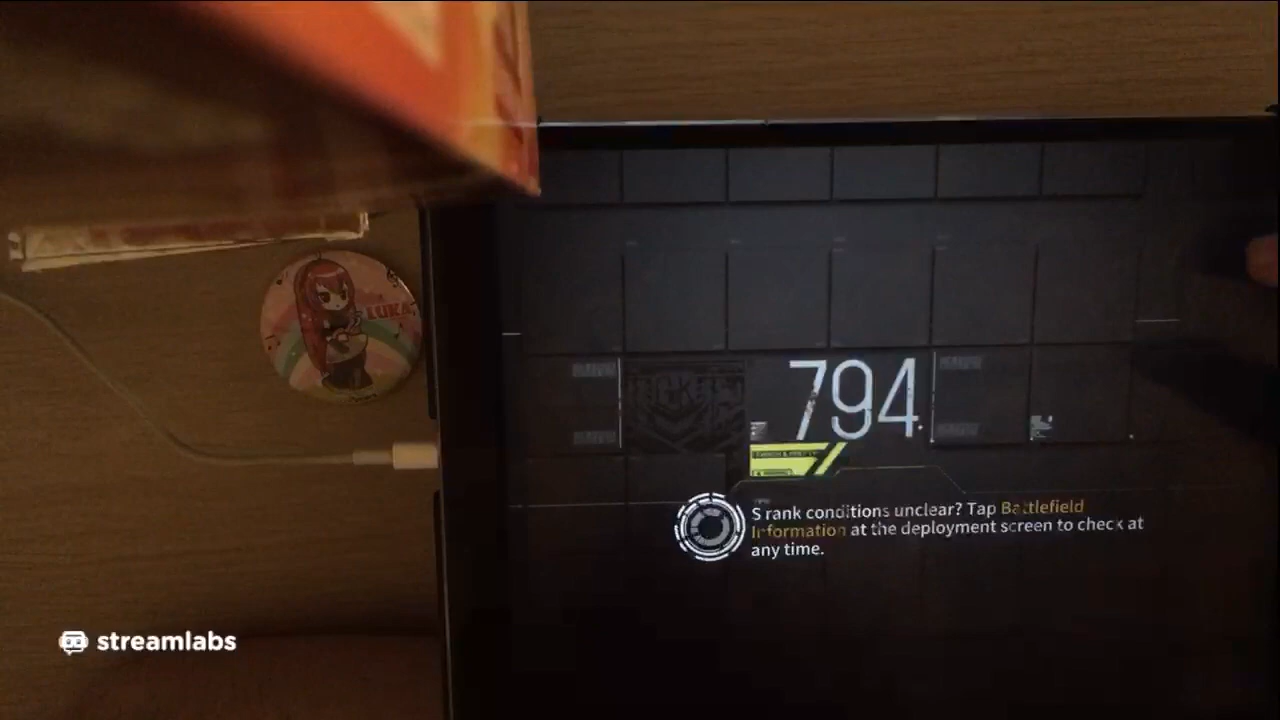 LUKA
794
S rank conditions unclear? Tap Battlefield
Information at the deployment screen to check at
any time.
streamlabs